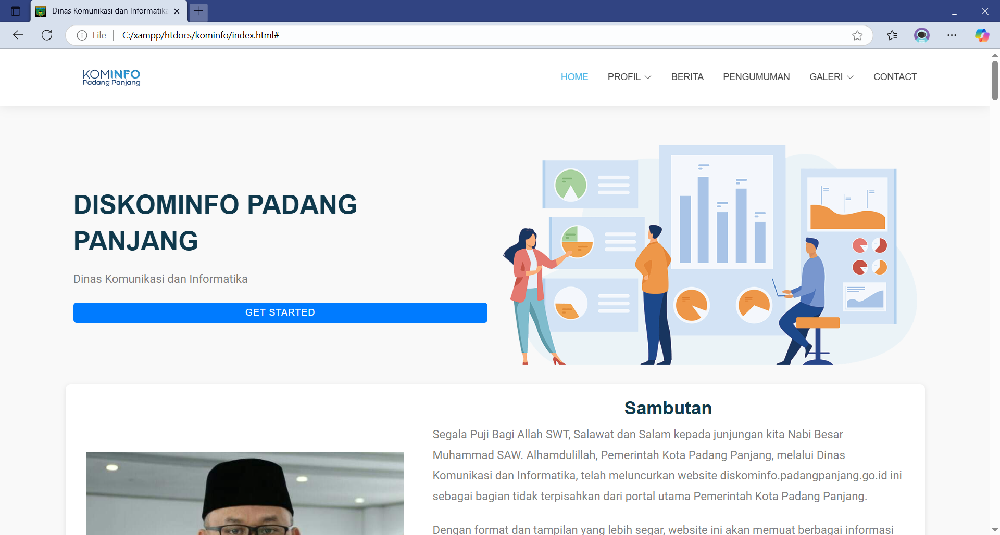 Dinas Komunikasi dan Informatika
File
C:/xampp/htdocs/kominfo/index.html#
KOMINFO
Padang Panjang
HOME PROFIL BERITA PENGUMUMAN GALERI CONTACT
DISKOMINFO PADANG
PANJANG
Dinas Komunikasi dan Informatika
GET STARTED
Sambutan
Segala Puji Bagi Allah SWT, Salawat dan Salam kepada junjungan kita Nabi Besar
Muhammad SAW. Alhamdulillah, Pemerintah Kota Padang Panjang, melalui Dinas
Komunikasi dan Informatika, telah meluncurkan website diskominfo.padangpanjang.go.id ini
sebagai bagian tidak terpisahkan dari portal utama Pemerintah Kota Padang Panjang.
Dengan format dan tampilan yang lebih segar, website ini akan memuat berbagai informasi